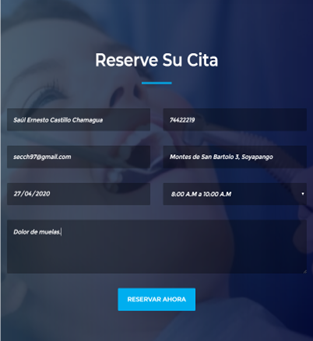 Reserve Su Cita
Saúl Ernesto Castillo Chamagua
74422219
secch97@gmail.com
Montes de San Bartolo 3, Soyapango
27/04/2020
8:00 A.M a 10:00 A.M
Dolor de muelas.
RESERVAR AHORA